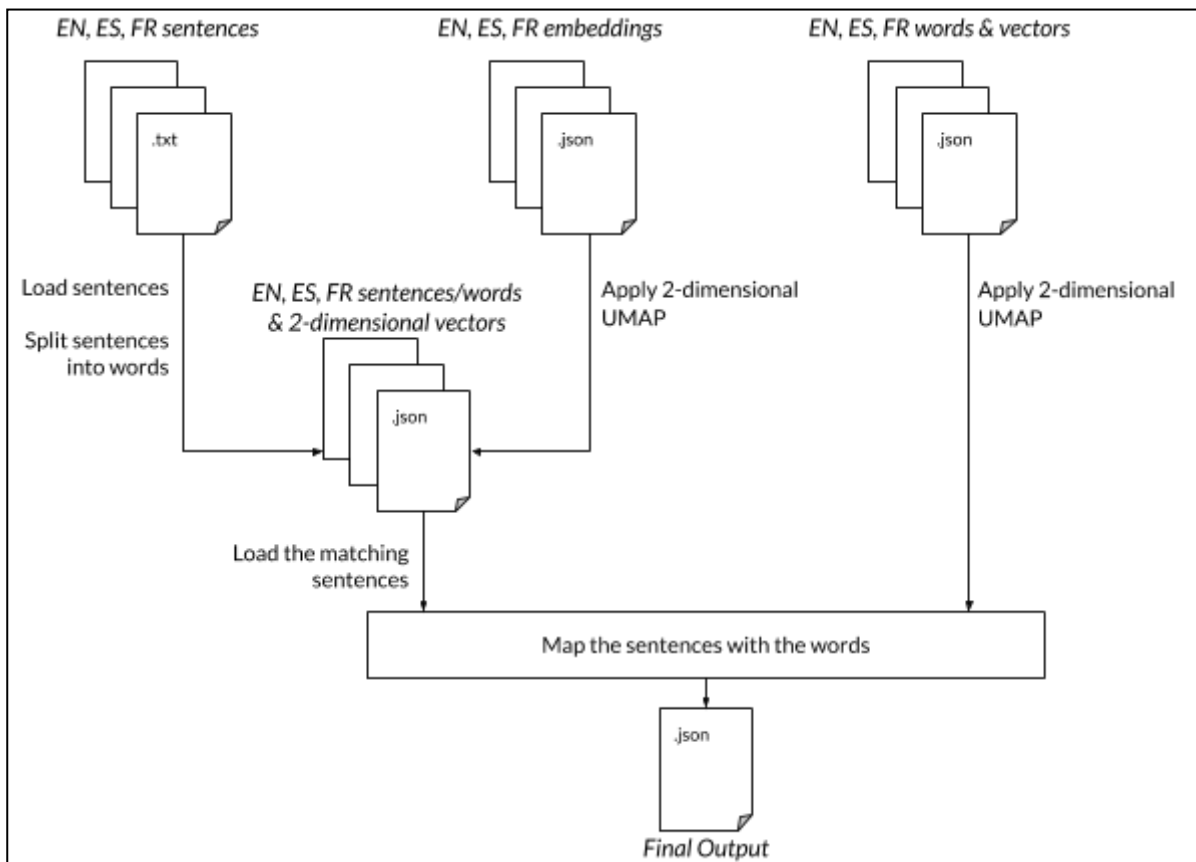 EN, ES, FR sentences
EN, ES, FR embeddings
EN, ES, FR words & vectors
.txt
.json
.json
Load sentences
Split sentences
into words
EN, ES, FR sentences/words
& 2-dimensional vectors
Apply 2-dimensional
UMAP
Apply 2-dimensional
UMAP
.json
Load the matching
sentences
Map the sentences with the words
.json
Final Output